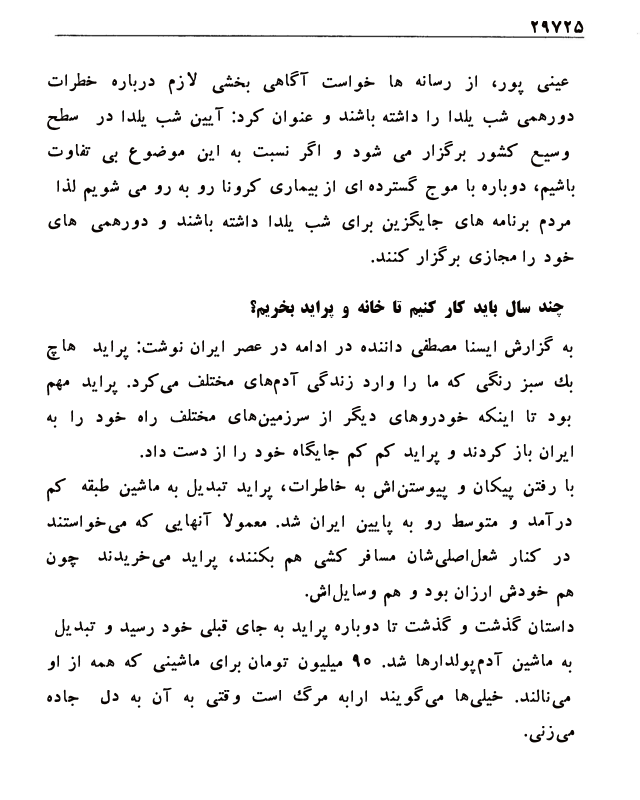 ۲۹۷۲۵
عینی پور، از رسانه ها خواست آگاهی بخشی لازم درباره خطرات
دورهمی شب یلدا را داشته باشند و عنوان کرد: آیین شب یلدا در سطح
وسیع کشور برگزار می شود و اگر نسبت به این موضوع بی تفاوت
باشیم، دوباره با موج گسترده ای از بیماری کرونا رو به رو می شویم لذا
مردم برنامه های جایگزین برای شب یلدا داشته باشند و دورهمی های
خود را مجازی برگزار کنند.
چند سال باید کار کنیم تا خانه و پراید بخریم؟
به گزارش ایسنا مصطفی داننده در ادامه در عصر ایران نوشت: پراید هاچ
بك سبز رنگی که ما را وارد زندگی آدم‌های مختلف می‌کرد. پراید مهم
بود تا اینکه خودروهای دیگر از سرزمین‌های مختلف راه خود را به
ایران باز کردند و پراید کم کم جایگاه خود را از دست داد.
با رفتن پیکان و پیوستن‌اش به خاطرات، پراید تبدیل به ماشین طبقه کم
درآمد و متوسط رو به پایین ایران شد. معمولا آنهایی که می‌خواستند
در کنار شعل‌اصلی‌شان مسافر کشی هم بکنند، پراید می‌خریدند چون
هم خودش ارزان بود و هم وسایل‌اش.
داستان گذشت و گذشت تا دوباره پراید به جای قبلی خود رسید و تبدیل
به ماشین آدم‌پولدارها شد. ۹۰ میلیون تومان برای ماشینی که همه از او
می‌نالند. خیلی‌ها می‌گویند ارابه مرگ است وقتی به آن به دل جاده
می‌زنی.